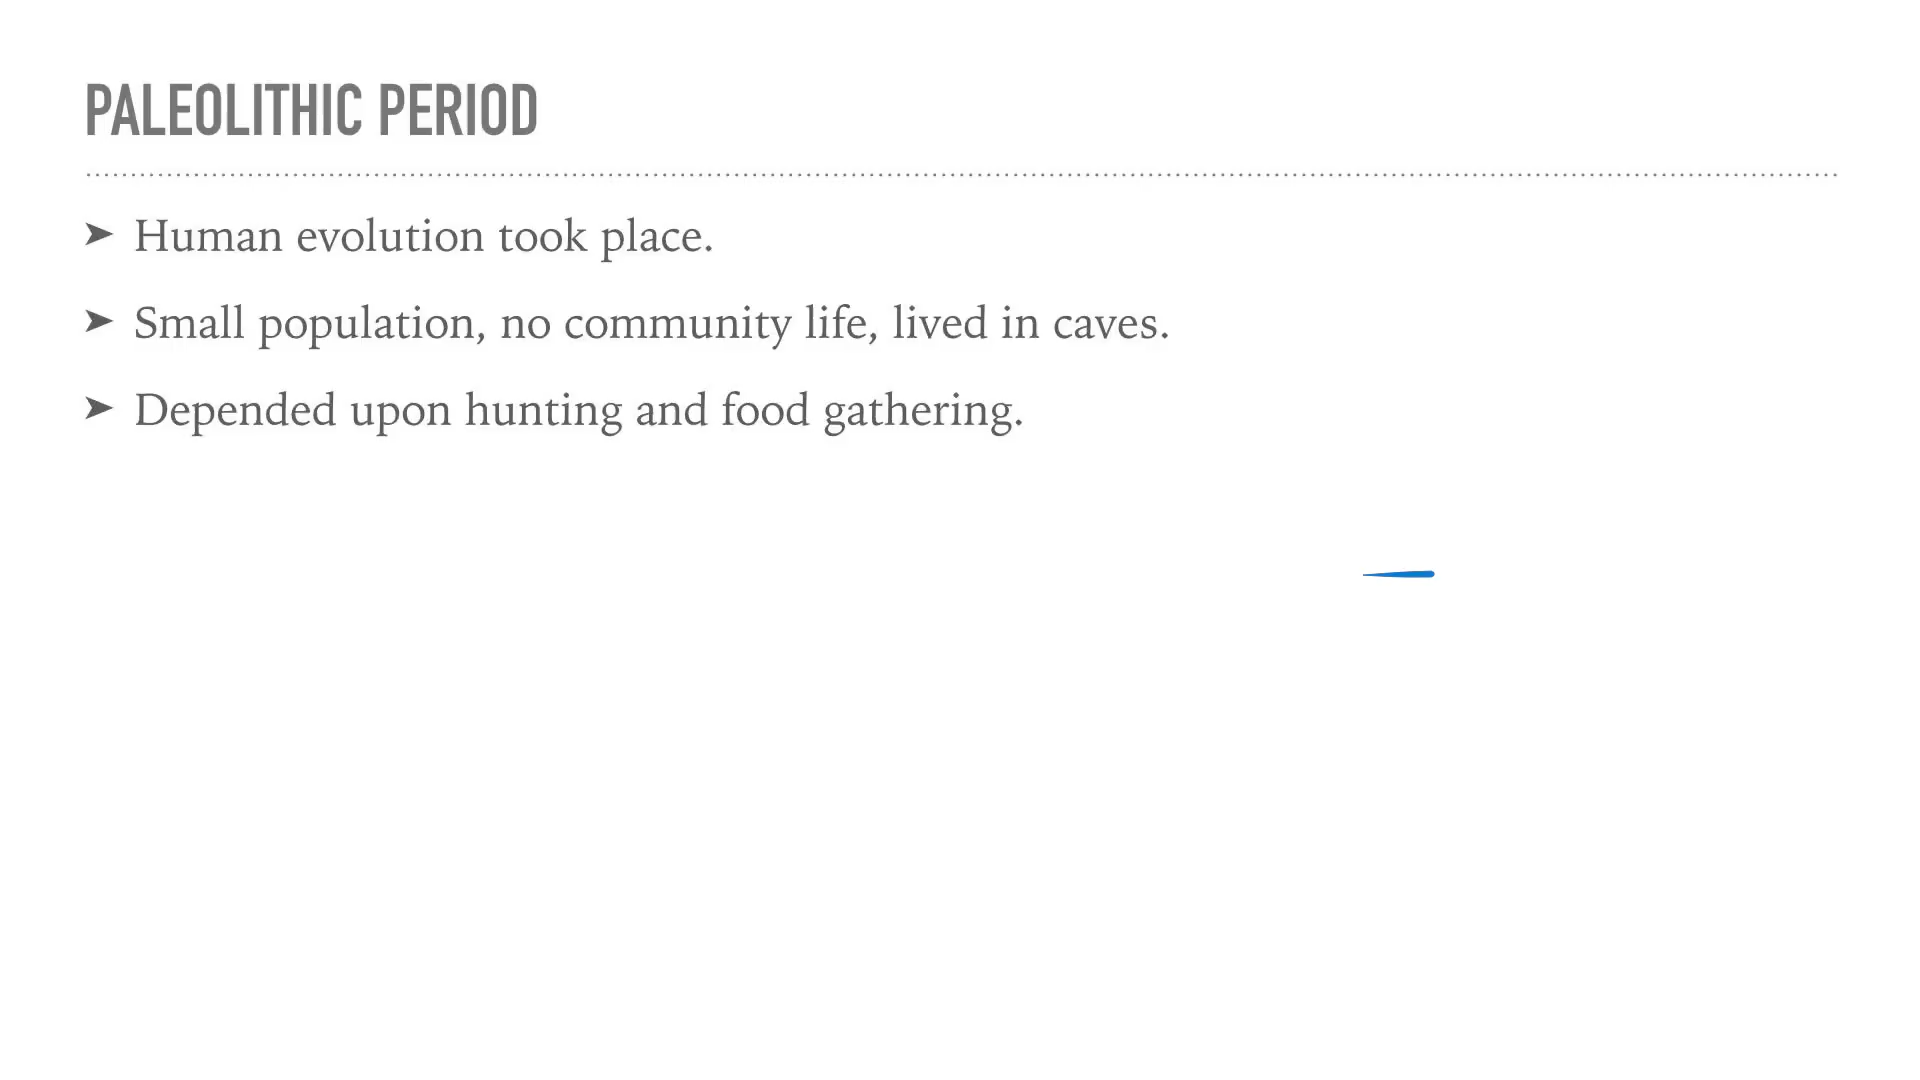 PALEOLITHIC PERIOD
➤ Human evolution took place.
➤ Small population, no community life, lived in caves.
➤ Depended upon hunting and food gathering.